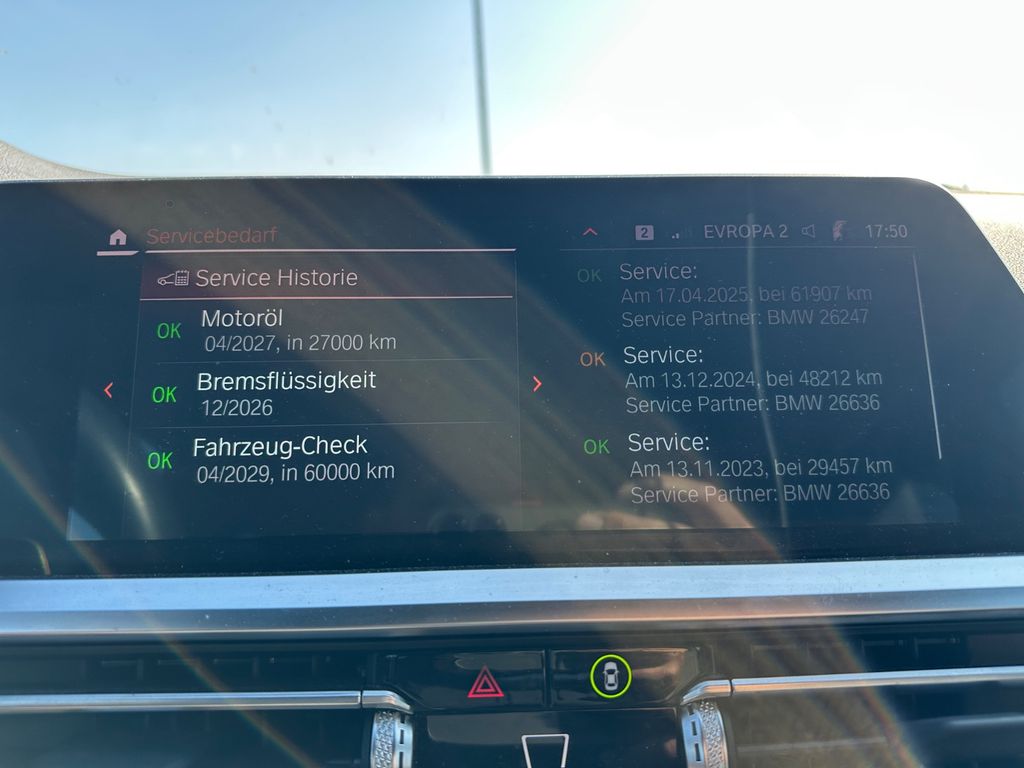 Servicebedarf
2
EVROPA 2
17:50
Service Historie
OK
Motoröl
04/2027, in 27000 km
OK
Bremsflüssigkeit
12/2026
OK
Fahrzeug-Check
04/2029, in 60000 km
OK
Service:
Am 17.04.2025, bei 61907 km
Service Partner: BMW 26247
OK
Service:
Am 13.12.2024, bei 48212 km
Service Partner: BMW 26636
OK
Service:
Am 13.11.2023, bei 29457 km
Service Partner: BMW 26636